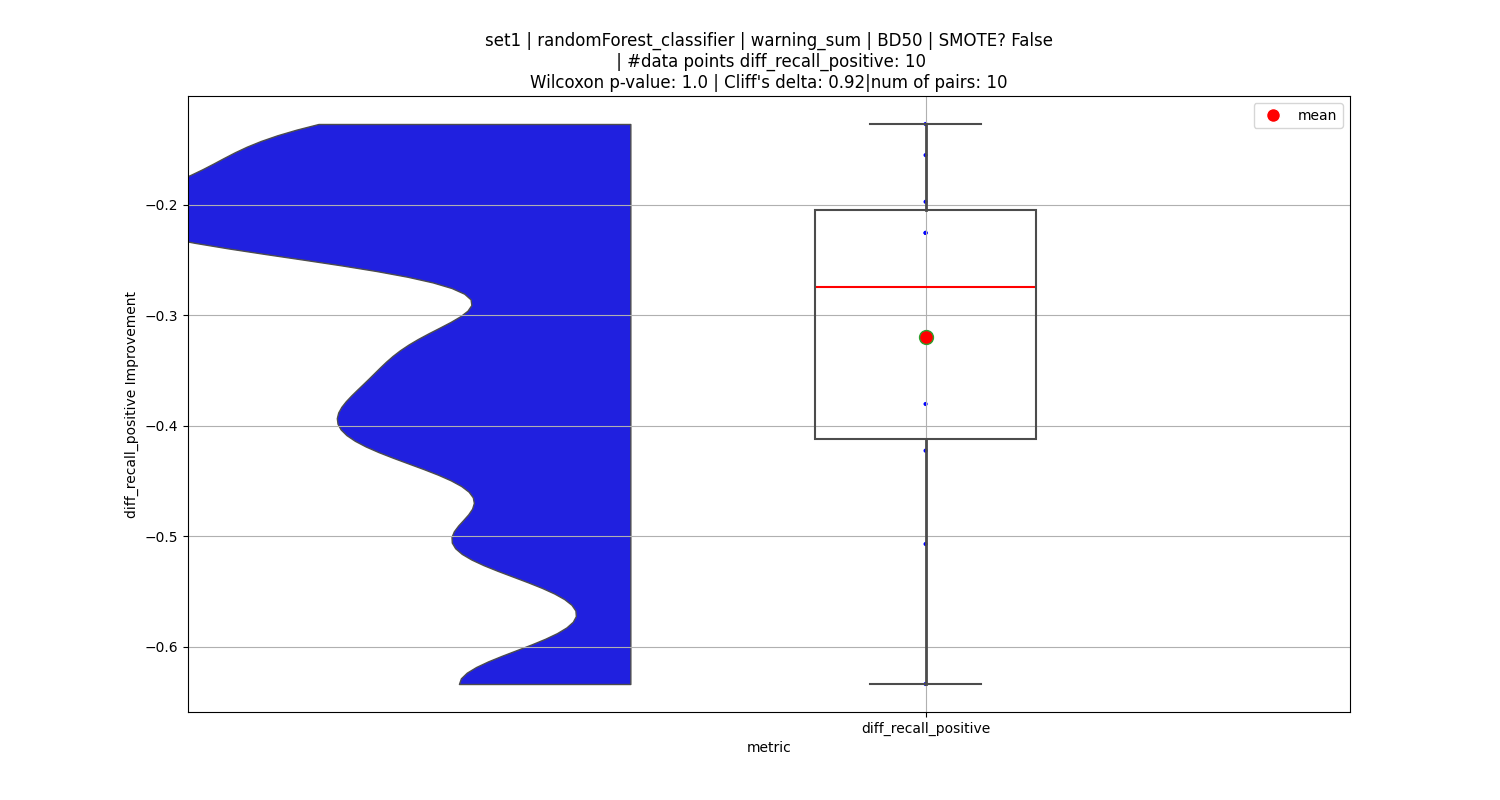 set1 | randomForest_classifier | warning_sum | BD50 | SMOTE? False
| #data points diff_recall_positive: 10
Wilcoxon p-value: 1.0 | Cliff's delta: 0.92|num of pairs: 10
mean
−0.2
−0.3
−0.4
−0.5
−0.6
diff_recall_positive Improvement
diff_recall_positive
metric